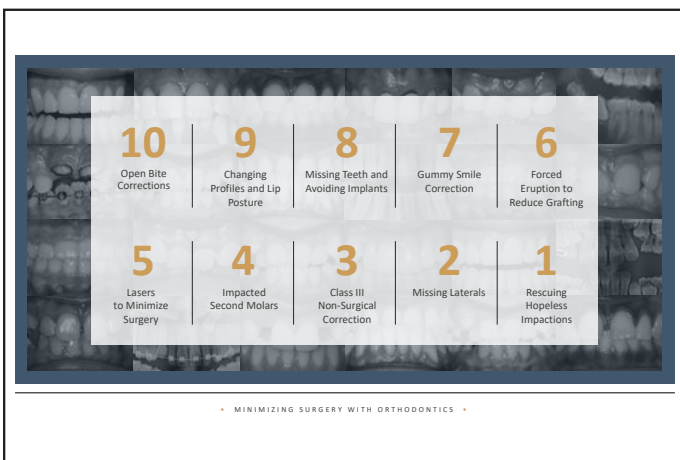 10
Open Bite
Corrections
9
Changing
Profiles and Lip
Posture
8
Missing Teeth and
Avoiding Implants
7
Gummy Smile
Correction
6
Forced
Eruption to
Reduce Grafting
5
Lasers
to Minimize
Surgery
4
Impacted
Second Molars
3
Class III
Non-Surgical
Correction
2
Missing Laterals
1
Rescuing
Hopeless
Impactions
• MINIMIZING SURGERY WITH ORTHODONTICS •